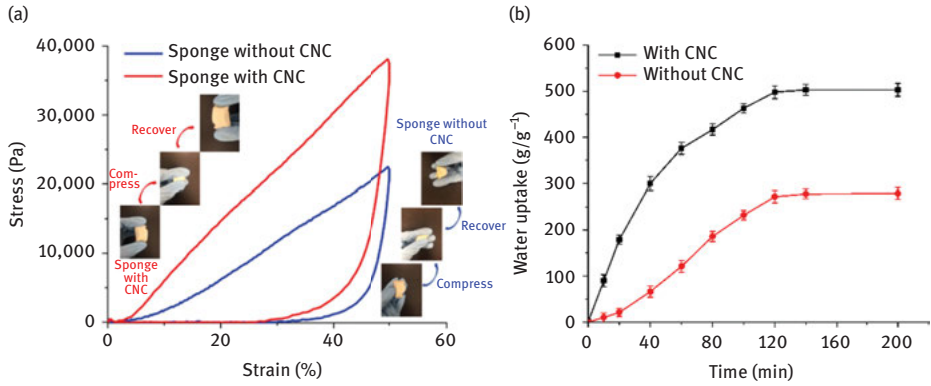 (a)
40,000
30,000
20,000
10,000
0
Stress (Pa)
Sponge without CNC
Sponge with CNC
Recover
Com-
press
Sponge
with
CNC
Sponge without
CNC
Recover
Compress
0
20
40
60
Strain (%)
(b)
600
500
400
300
200
100
0
Water uptake (g/g⁻¹)
With CNC
Without CNC
0
40
80
120
160
200
Time (min)